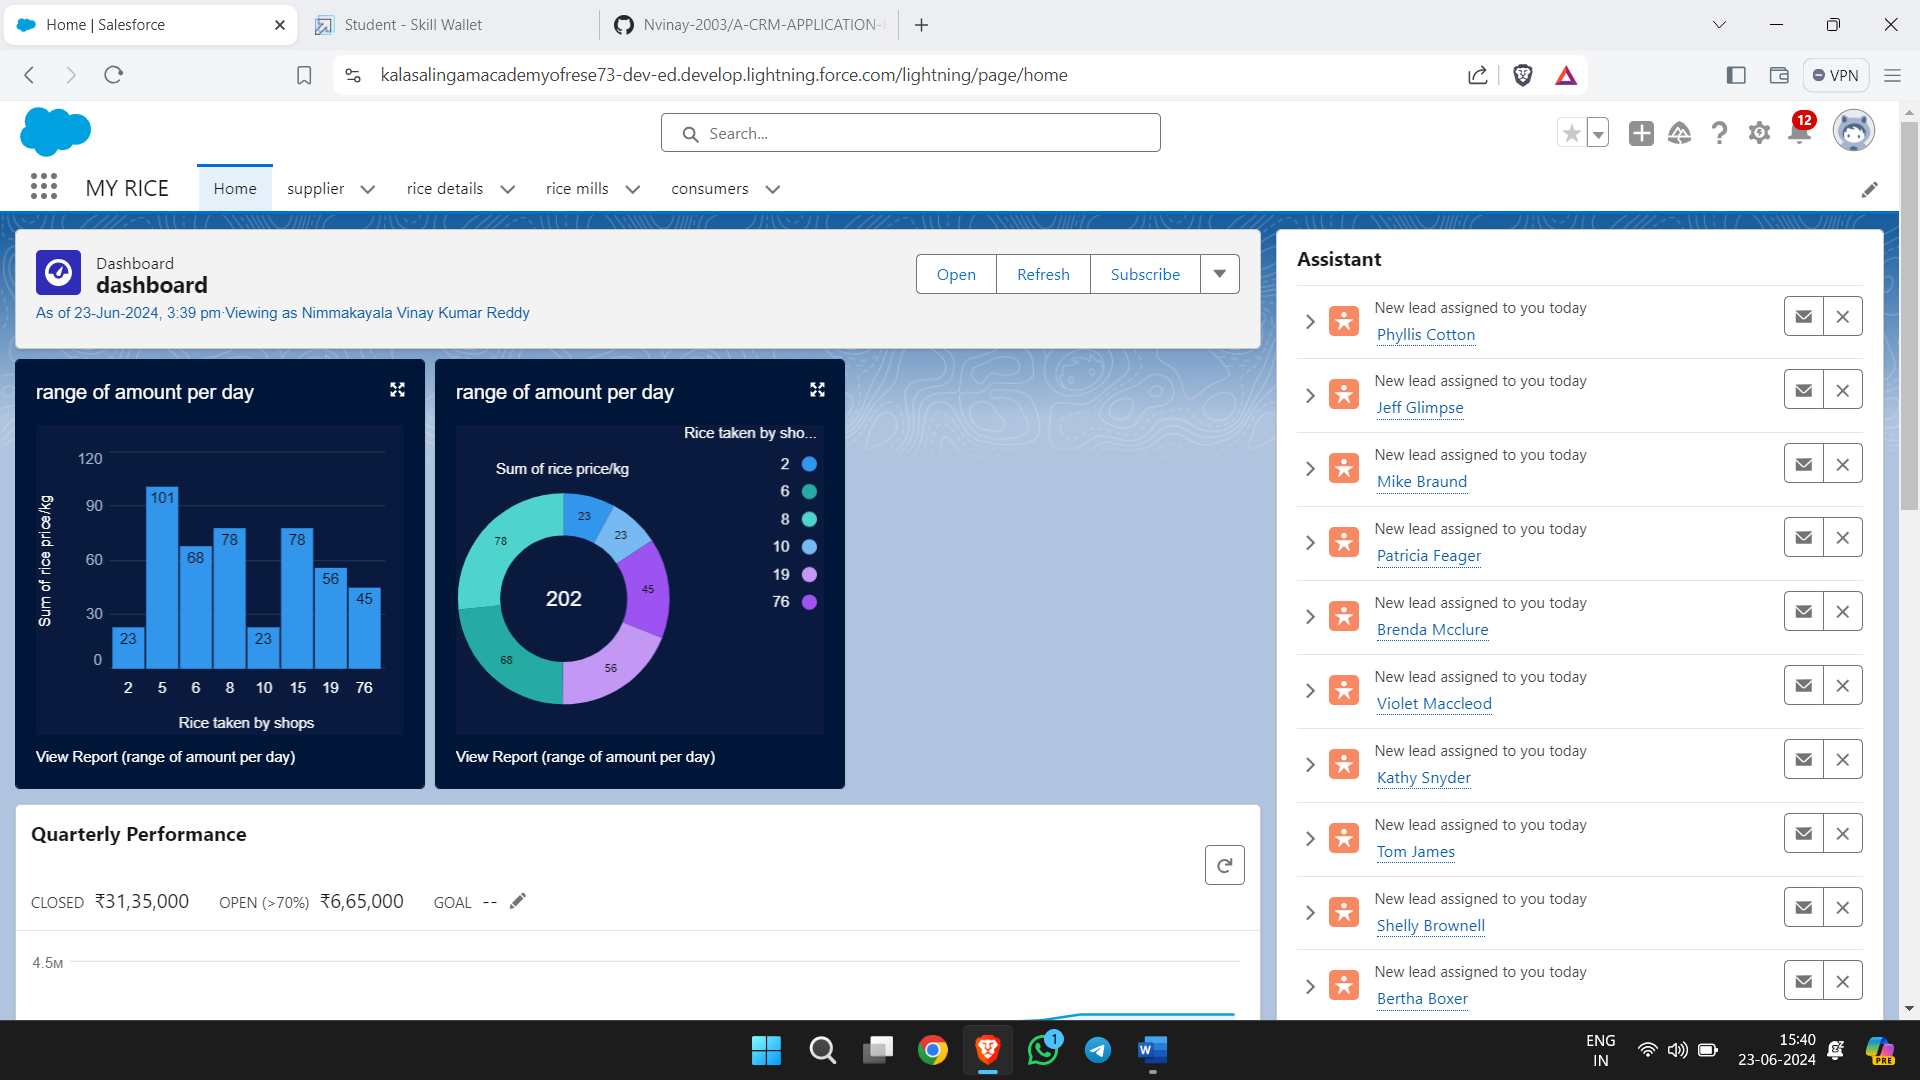 Home | Salesforce
Student - Skill Wallet
Nvinay-2003/A-CRM-APPLICATION-
kalasalingamacademyofrese73-dev-ed.develop.lightning.force.com/lightning/page/home
VPN
Search...
12
MY RICE
Home
supplier
rice details
rice mills
consumers
Dashboard
dashboard
As of 23-Jun-2024, 3:39 pm·Viewing as Nimmakayala Vinay Kumar Reddy
Open
Refresh
Subscribe
range of amount per day
Sum of rice price/kg
120
90
60
30
0
23
101
68
78
23
78
56
45
2 5 6 8 10 15 19 76
Rice taken by shops
View Report (range of amount per day)
range of amount per day
Rice taken by sho...
Sum of rice price/kg
2
6
8
10
19
76
23
23
45
56
68
78
202
View Report (range of amount per day)
Quarterly Performance
CLOSED ₹31,35,000 OPEN (>70%) ₹6,65,000 GOAL --
4.5M
Assistant
New lead assigned to you today
Phyllis Cotton
New lead assigned to you today
Jeff Glimpse
New lead assigned to you today
Mike Braund
New lead assigned to you today
Patricia Feager
New lead assigned to you today
Brenda Mcclure
New lead assigned to you today
Violet Maccleod
New lead assigned to you today
Kathy Snyder
New lead assigned to you today
Tom James
New lead assigned to you today
Shelly Brownell
New lead assigned to you today
Bertha Boxer
1
W
ENG
IN
15:40
23-06-2024
PRE